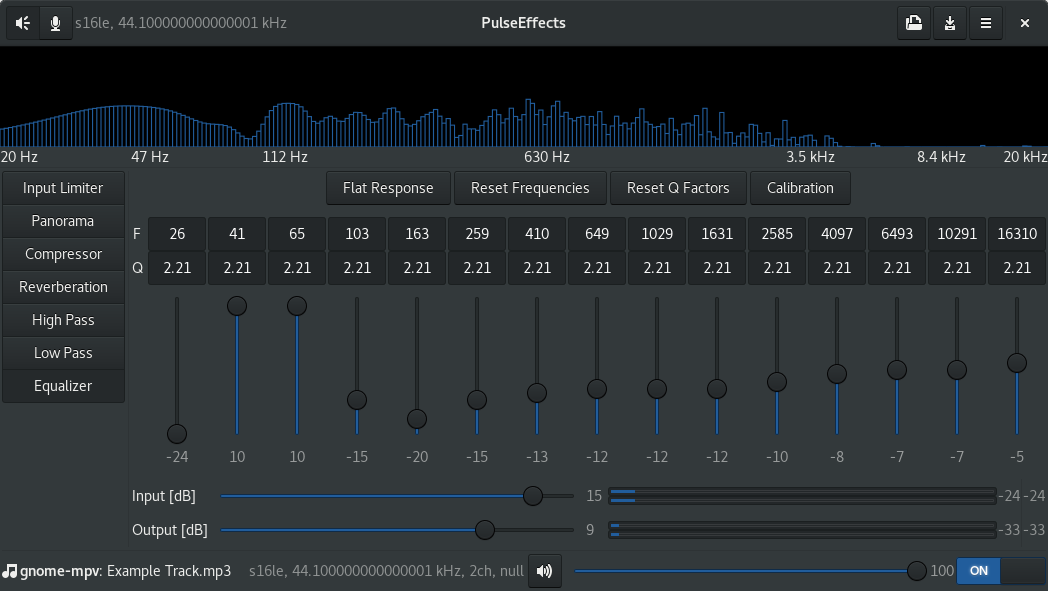 s16le, 44.100000000000001 kHz PulseEffects
20 Hz 47 Hz 112 Hz 630 Hz 3.5 kHz 8.4 kHz 20 kHz
Input Limiter
Panorama
Compressor
Reverberation
High Pass
Low Pass
Equalizer
Flat Response Reset Frequencies Reset Q Factors Calibration
F 26 41 65 103 163 259 410 649 1029 1631 2585 4097 6493 10291 16310
Q 2.21 2.21 2.21 2.21 2.21 2.21 2.21 2.21 2.21 2.21 2.21 2.21 2.21 2.21 2.21
-24 10 10 -15 -20 -15 -13 -12 -12 -12 -10 -8 -7 -7 -5
Input [dB] 15 -24 -24
Output [dB] 9 -33 -33
gnome-mpv: Example Track.mp3 s16le, 44.100000000000001 kHz, 2ch, null 100 ON